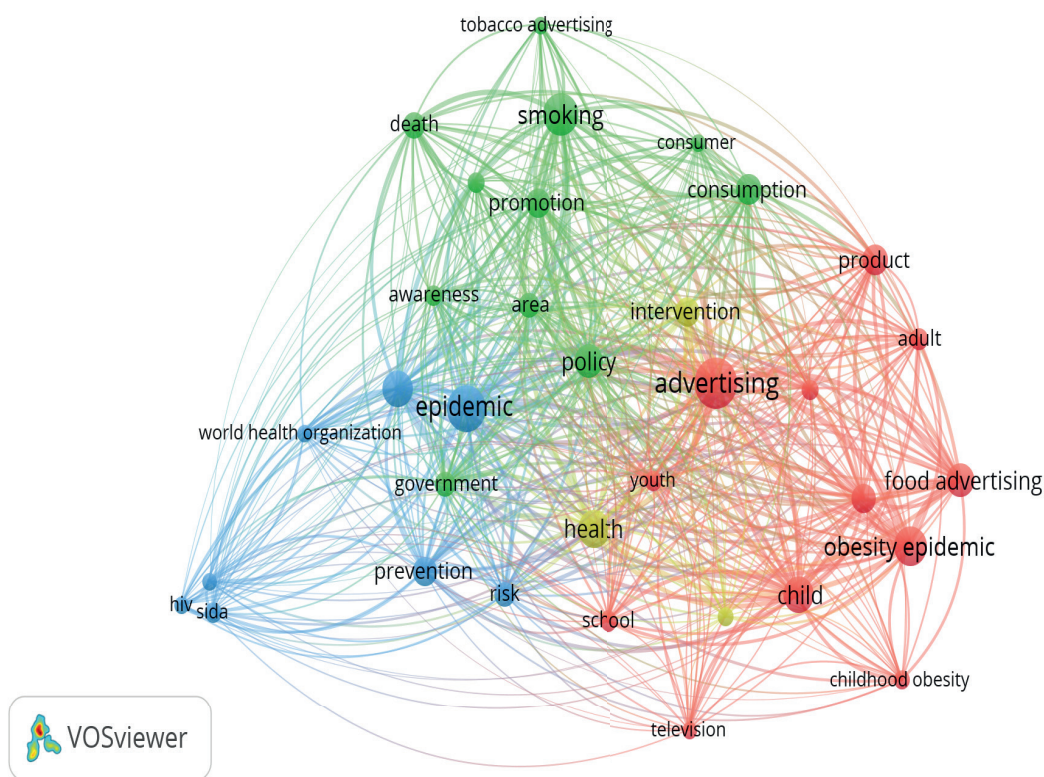 tobacco advertising
smoking
death
consumer
consumption
promotion
product
awareness
area
intervention
adult
policy
advertising
epidemic
world health organization
government
youth
food advertising
health
obesity epidemic
prevention
risk
child
hiv
sida
school
childhood obesity
television
VOSviewer